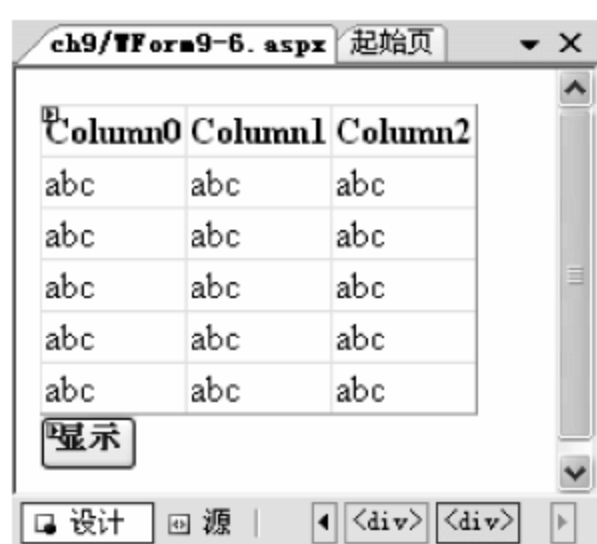 ch9/WForm9-6.aspx 起始页
Column0 Column1 Column2
abc abc abc
abc abc abc
abc abc abc
abc abc abc
abc abc abc
显示
设计 源 <div> <div>